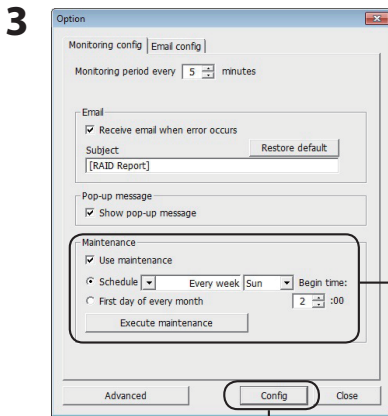 3
Option
Monitoring config Email config
Monitoring period every 5 minutes
Email
Receive email when error occurs
Subject Restore default
[RAID Report]
Pop-up message
Show pop-up message
Maintenance
Use maintenance
Schedule Every week Sun Begin time:
First day of every month 2 :00
Execute maintenance
Advanced Config Close